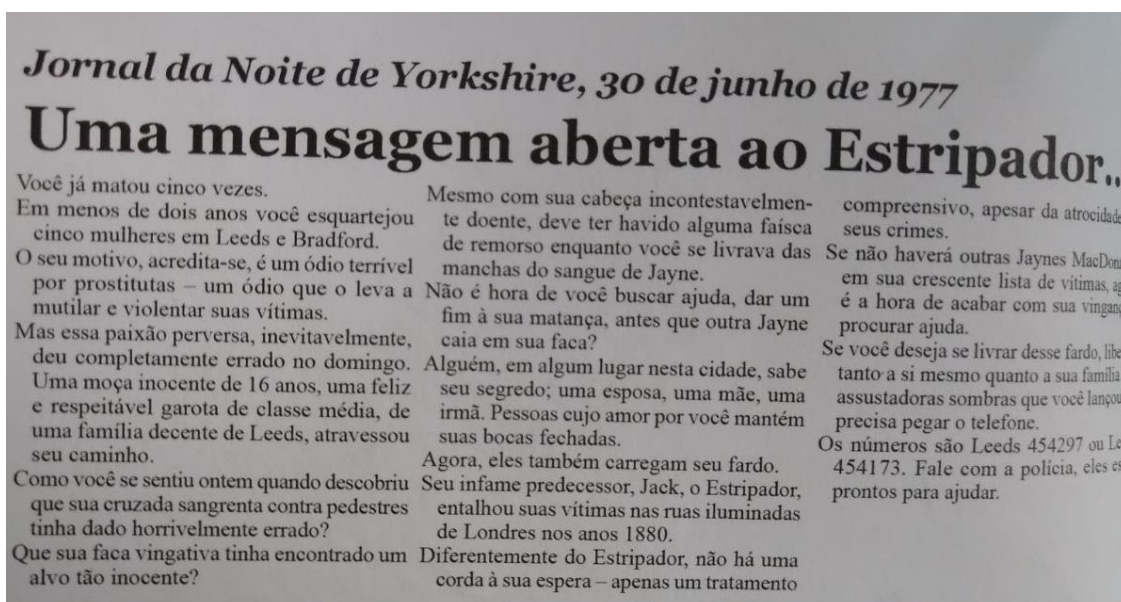 Jornal da Noite de Yorkshire, 30 de junho de 1977
Uma mensagem aberta ao Estripador..
Você já matou cinco vezes.
Em menos de dois anos você esquartejou
cinco mulheres em Leeds e Bradford.
O seu motivo, acredita-se, é um ódio terrível
por prostitutas – um ódio que o leva a
mutilar e violentar suas vítimas.
Mas essa paixão perversa, inevitavelmente,
deu completamente errado no domingo.
Uma moça inocente de 16 anos, uma feliz
e respeitável garota de classe média, de
uma família decente de Leeds, atravessou
seu caminho.
Como você se sentiu ontem quando descobriu
que sua cruzada sangrenta contra pedestres
tinha dado horrivelmente errado?
Que sua faca vingativa tinha encontrado um
alvo tão inocente?
Mesmo com sua cabeça incontestavelmen-
te doente, deve ter havido alguma faísca
de remorso enquanto você se livrava das
manchas do sangue de Jayne.
Não é hora de você buscar ajuda, dar um
fim à sua matança, antes que outra Jayne
caia em sua faca?
Alguém, em algum lugar nesta cidade, sabe
seu segredo; uma esposa, uma mãe, uma
irmã. Pessoas cujo amor por você mantém
suas bocas fechadas.
Agora, eles também carregam seu fardo.
Seu infame predecessor, Jack, o Estripador,
entalhou suas vítimas nas ruas iluminadas
de Londres nos anos 1880.
Diferentemente do Estripador, não há uma
corda à sua espera – apenas um tratamento
compreensivo, apesar da atrocidade
seus crimes.
Se não haverá outras Jaynes
em sua crescente lista de vítimas,
é a hora de acabar com sua
procurar ajuda.
Se você deseja se livrar desse fardo,
tanto a si mesmo quanto a sua família
assustadoras sombras que você lançou
precisa pegar o telefone.
Os números são Leeds 454297 ou
454173. Fale com a polícia, eles
prontos para ajudar.